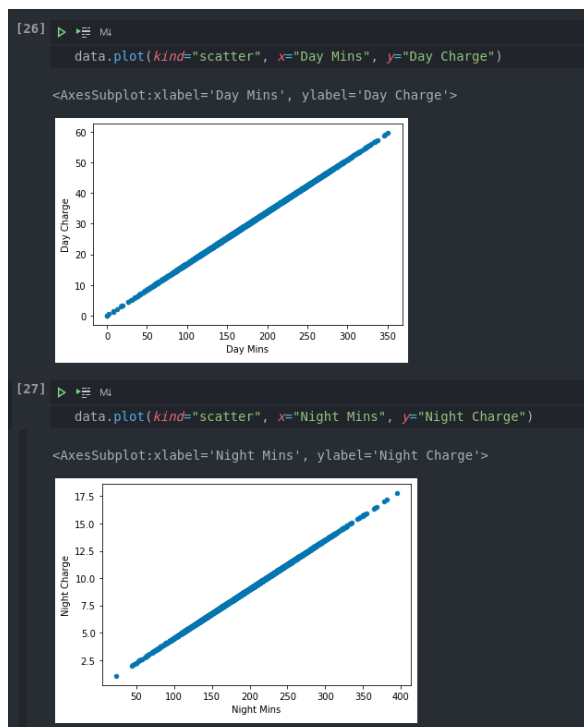 [26]
M↓
data.plot(kind="scatter", x="Day Mins", y="Day Charge")
<AxesSubplot:xlabel='Day Mins', ylabel='Day Charge'>
60
50
40
30
20
10
0
Day Charge
0 50 100 150 200 250 300 350
Day Mins
[27]
M↓
data.plot(kind="scatter", x="Night Mins", y="Night Charge")
<AxesSubplot:xlabel='Night Mins', ylabel='Night Charge'>
17.5
15.0
12.5
10.0
7.5
5.0
2.5
Night Charge
50 100 150 200 250 300 350 400
Night Mins